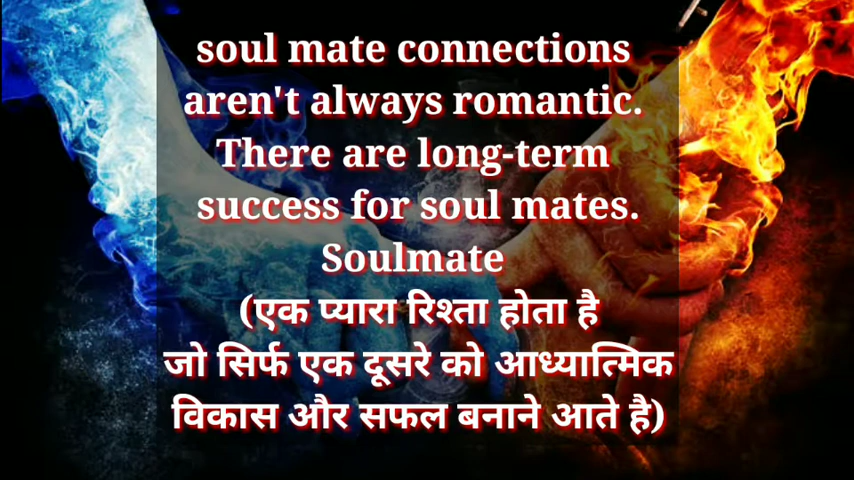 soul mate connections
aren't always romantic.
There are long-term
success for soul mates.
Soulmate
(एक प्यारा रिश्ता होता है
जो सिर्फ एक दूसरे को आध्यात्मिक
विकास और सफल बनाने आते है)